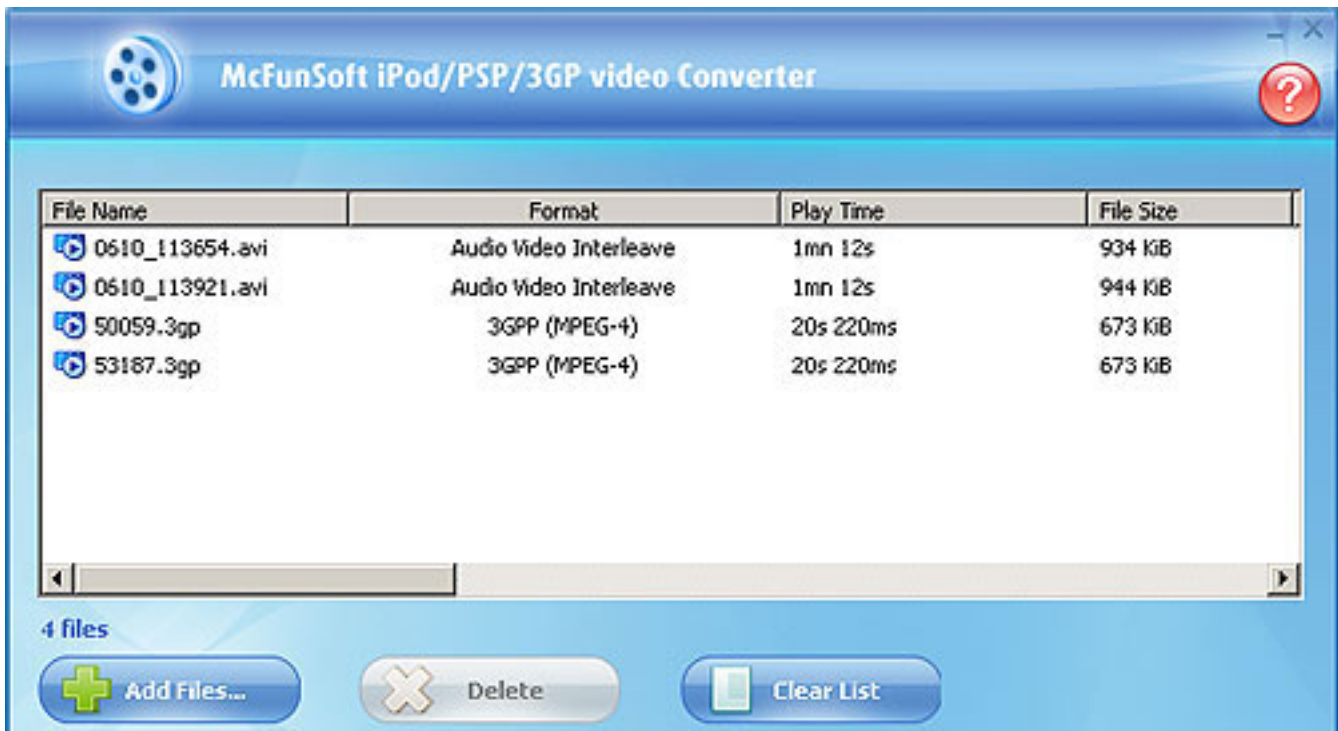 McFunSoft iPod/PSP/3GP video Converter
?
File Name Format Play Time File Size
0610_113654.avi Audio Video Interleave 1mn 12s 934 KiB
0610_113921.avi Audio Video Interleave 1mn 12s 944 KiB
50059.3gp 3GPP (MPEG-4) 20s 220ms 673 KiB
53187.3gp 3GPP (MPEG-4) 20s 220ms 673 KiB
4 files
Add Files... Delete Clear List